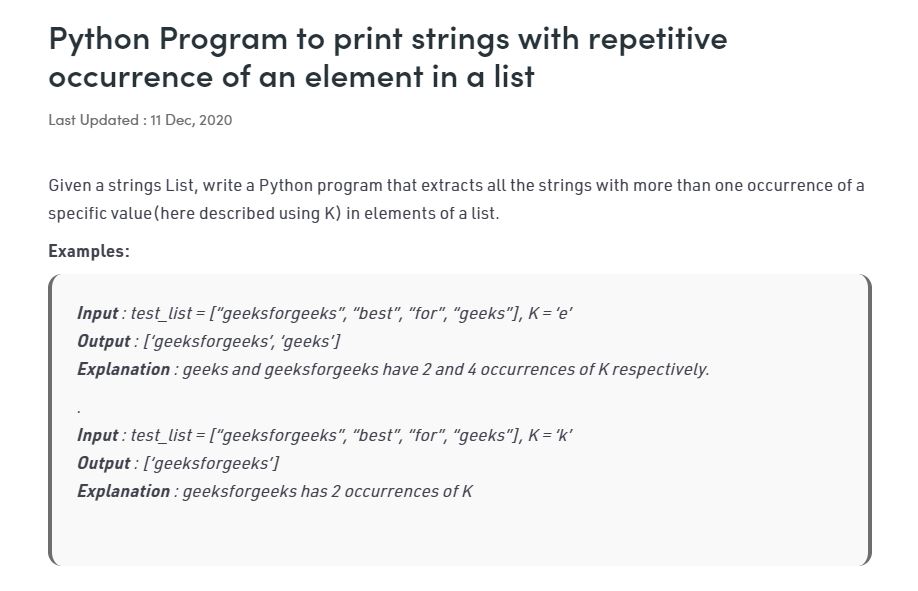 Python Program to print strings with repetitive
occurrence of an element in a list
Last Updated : 11 Dec, 2020
Given a strings List, write a Python program that extracts all the strings with more than one occurrence of a
specific value(here described using K) in elements of a list.
Examples:
Input : test_list = [“geeksforgeeks”, “best”, “for”, “geeks”], K = ‘e’
Output : [‘geeksforgeeks’, ‘geeks’]
Explanation : geeks and geeksforgeeks have 2 and 4 occurrences of K respectively.
.
Input : test_list = [“geeksforgeeks”, “best”, “for”, “geeks”], K = ‘k’
Output : [‘geeksforgeeks’]
Explanation : geeksforgeeks has 2 occurrences of K